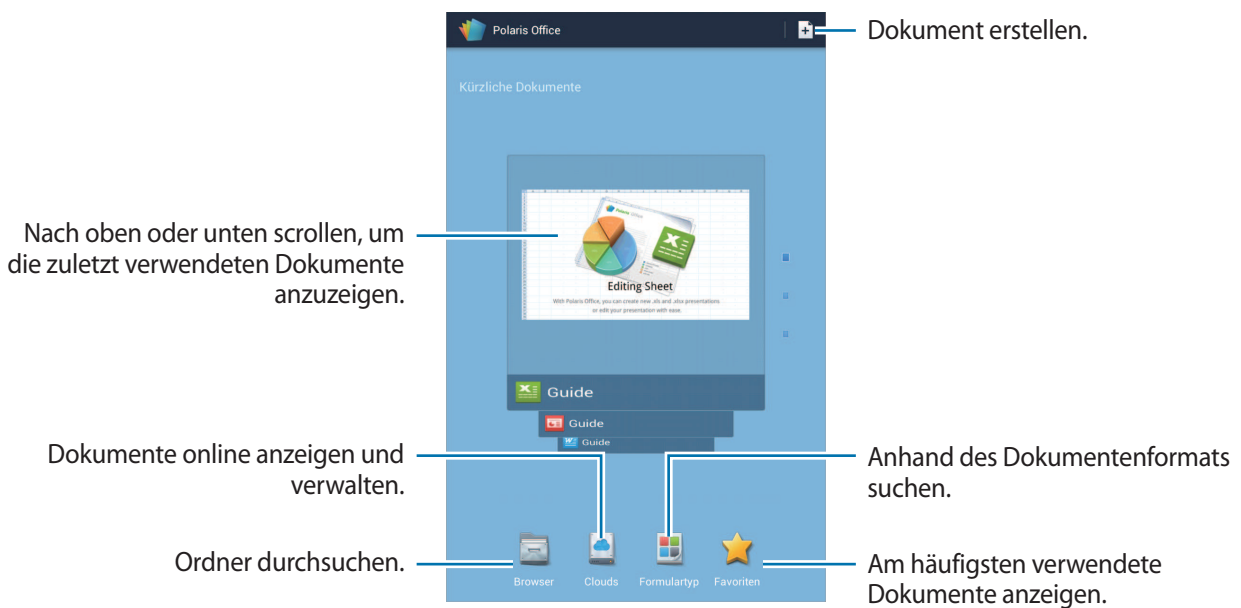 Polaris Office
Dokument erstellen.
Kürzliche Dokumente
Nach oben oder unten scrollen, um
die zuletzt verwendeten Dokumente
anzuzeigen.
Polaris Office
Editing Sheet
With Polaris Office, you can create new .xls and .xlsx presentations
or edit your presentation with ease.
Guide
Guide
Guide
Dokumente online anzeigen und
verwalten.
Anhand des Dokumentenformats
suchen.
Ordner durchsuchen.
Am häufigsten verwendete
Dokumente anzeigen.
Browser
Clouds
Formulartyp
Favoriten